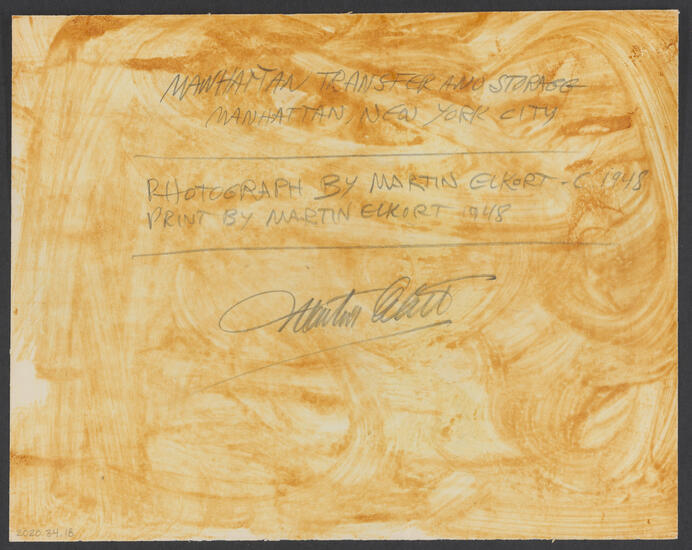 MANHATTAN TRANSFER AND STORAGE
MANHATTAN, NEW YORK CITY
PHOTOGRAPH BY MARTIN ELKORT - C 1948
PRINT BY MARTIN ELKORT 1948
Martin Elkort
2020.34.18